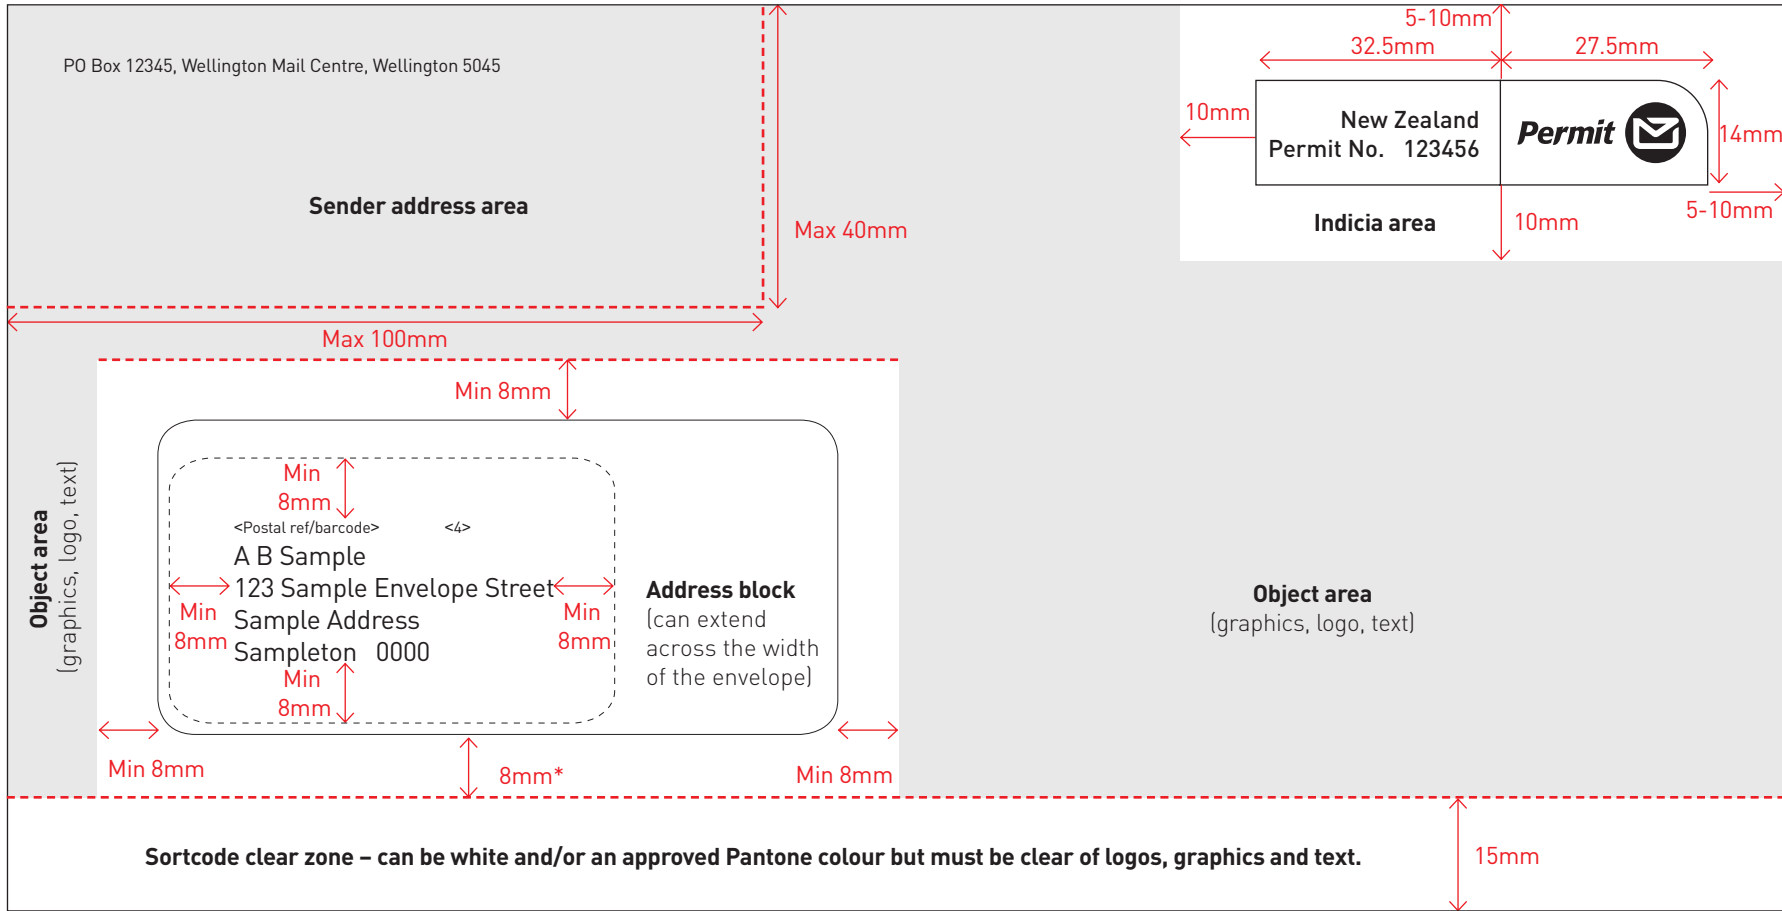 PO Box 12345, Wellington Mail Centre, Wellington 5045
Sender address area
Max 40mm
Max 100mm
5-10mm
32.5mm
27.5mm
10mm
New Zealand
Permit No. 123456
Permit
14mm
5-10mm
Indicia area
10mm
Min 8mm
Object area
(graphics, logo, text)
Min
8mm
<Postal ref/barcode> <4>
A B Sample
123 Sample Envelope Street
Sample Address
Sampleton 0000
Min
8mm
Min
8mm
Min
8mm
Address block
(can extend
across the width
of the envelope)
Object area
(graphics, logo, text)
Min 8mm
8mm*
Min 8mm
Sortcode clear zone – can be white and/or an approved Pantone colour but must be clear of logos, graphics and text.
15mm